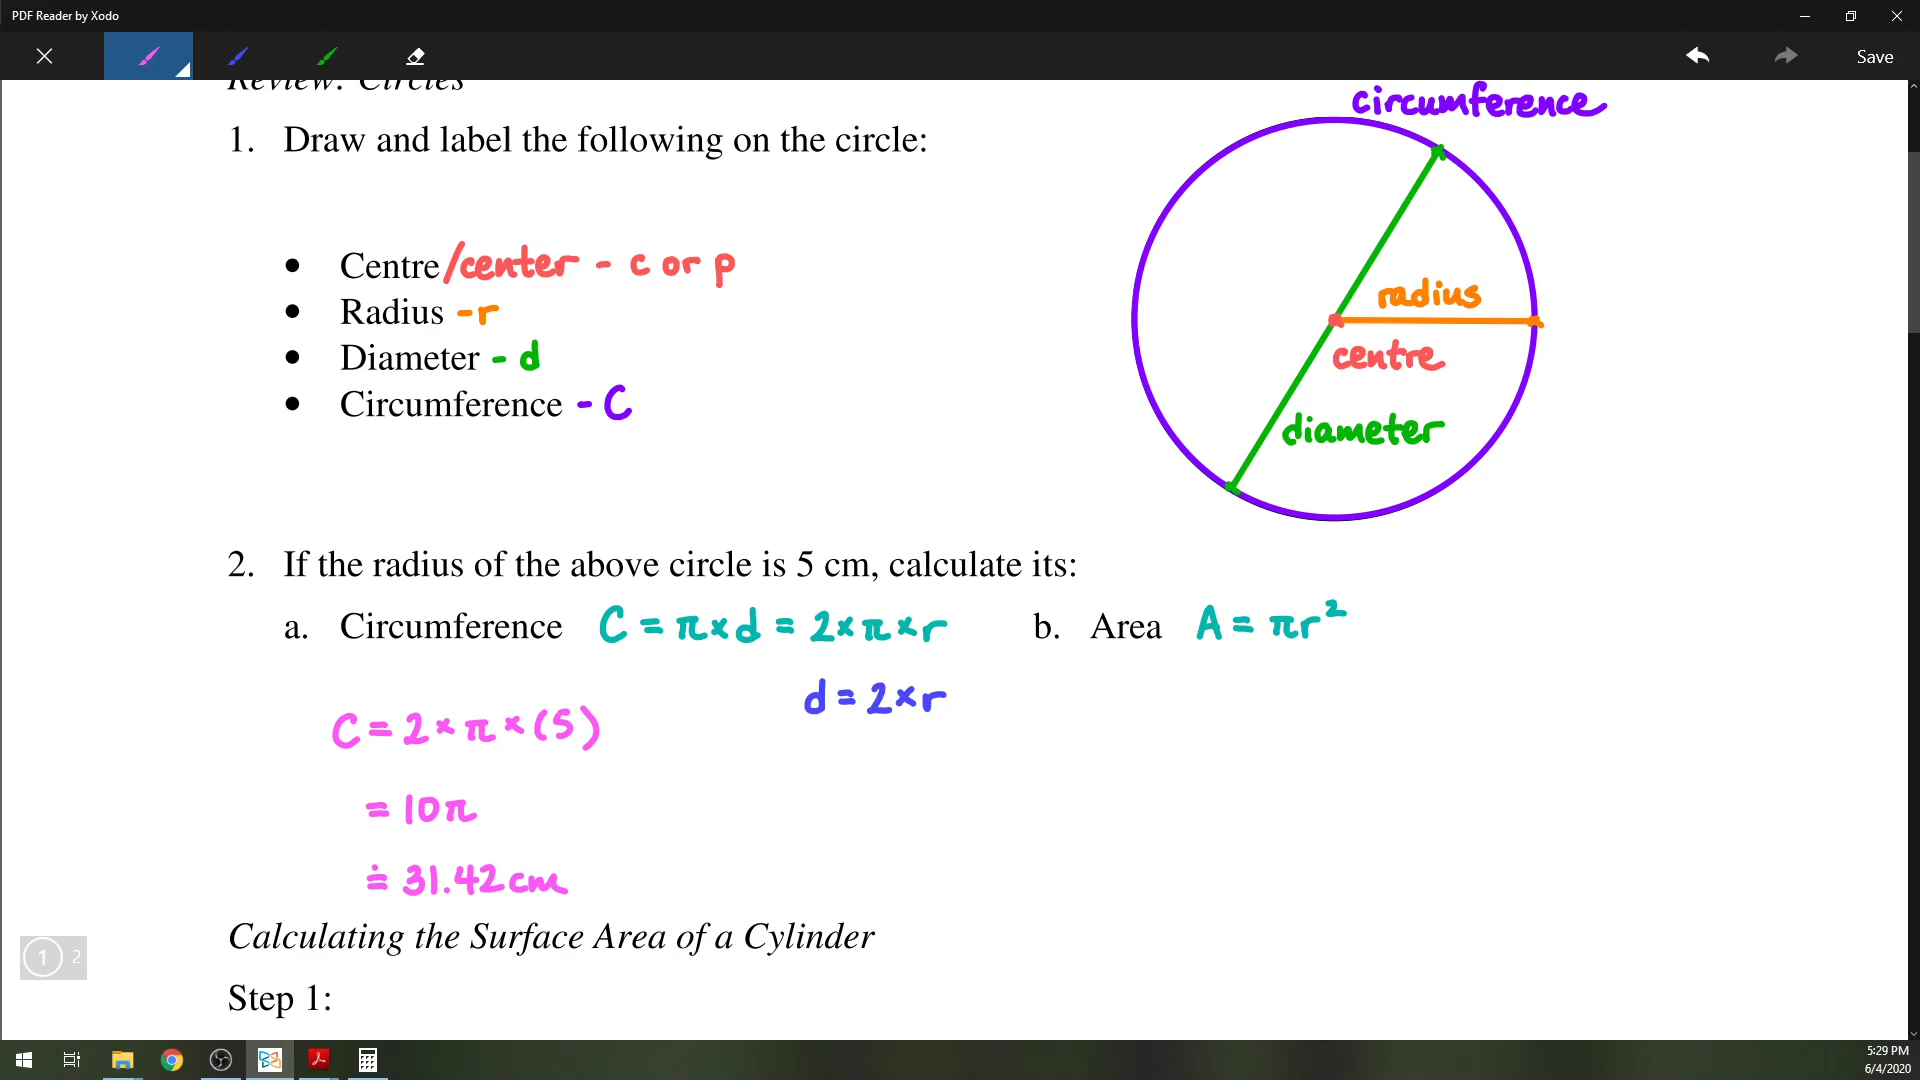 PDF Reader by Xodo
Save
Review: Circles
circumference
1. Draw and label the following on the circle:
• Centre/center - c or p
• Radius - r
radius
• Diameter - d
centre
• Circumference - C
diameter
2. If the radius of the above circle is 5 cm, calculate its:
a. Circumference C = π × d = 2 × π × r
b. Area A = πr²
d = 2 × r
C = 2 × π × (5)
= 10π
≐ 31.42 cm
Calculating the Surface Area of a Cylinder
1 2
Step 1:
5:29 PM
6/4/2020